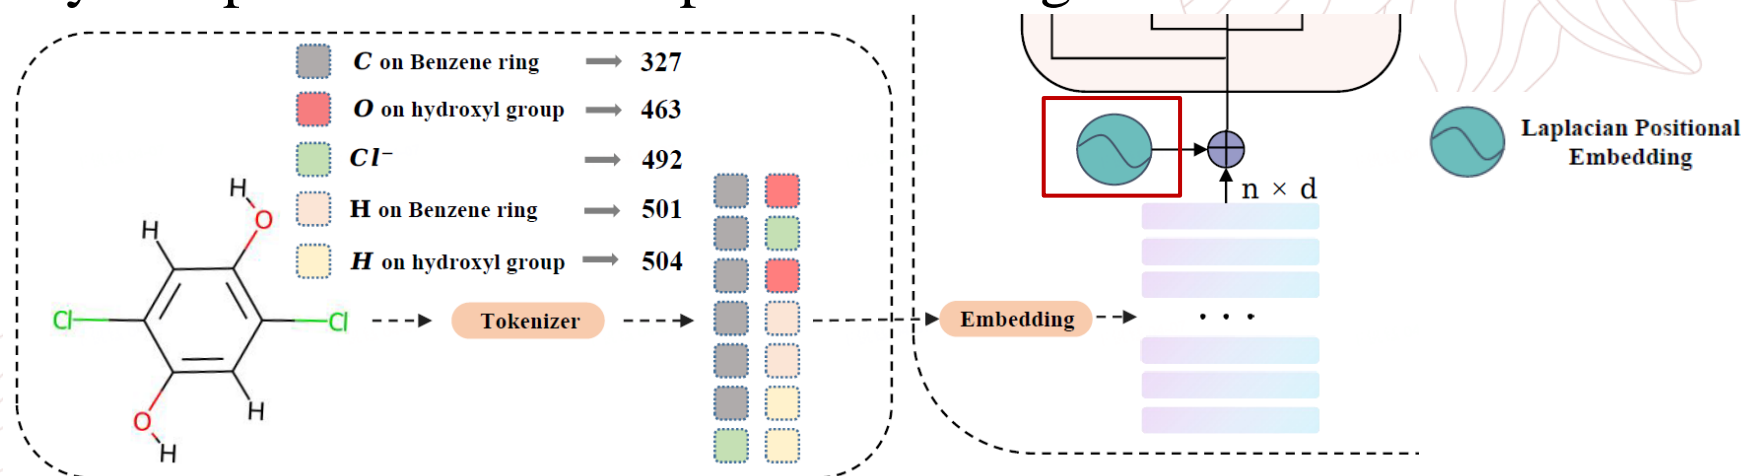 C on Benzene ring 327
O on hydroxyl group 463
Cl⁻ 492
H on Benzene ring 501
H on hydroxyl group 504
H
O
H
Cl
Cl
H
O
H
Tokenizer
Embedding
n × d
. . .
Laplacian Positional
Embedding